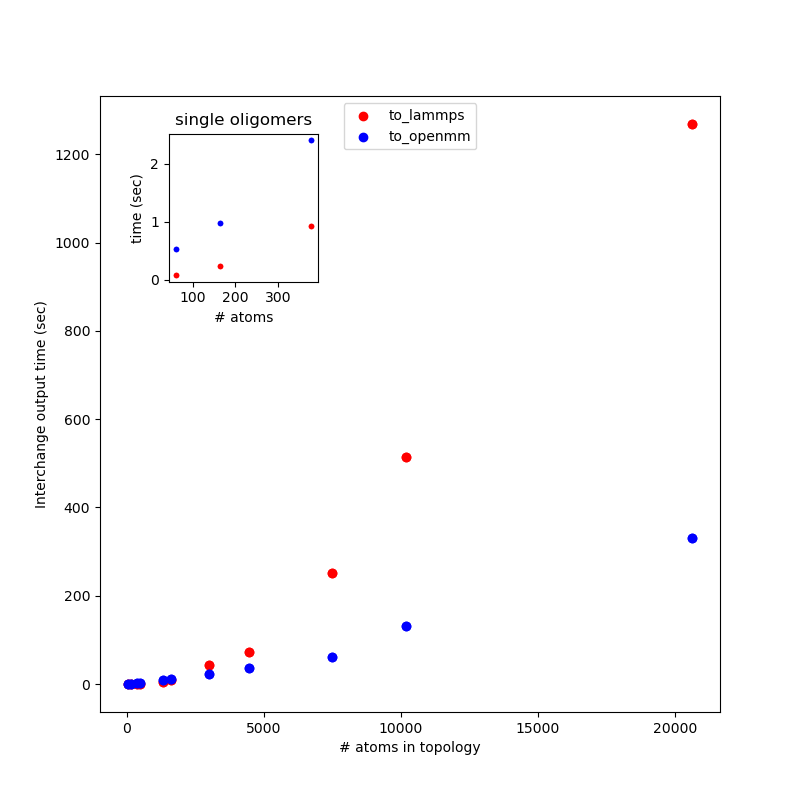 to_lammps
to_openmm
single oligomers
time (sec)
2
1
0
100 200 300
# atoms
Interchange output time (sec)
1200
1000
800
600
400
200
0
0 5000 10000 15000 20000
# atoms in topology